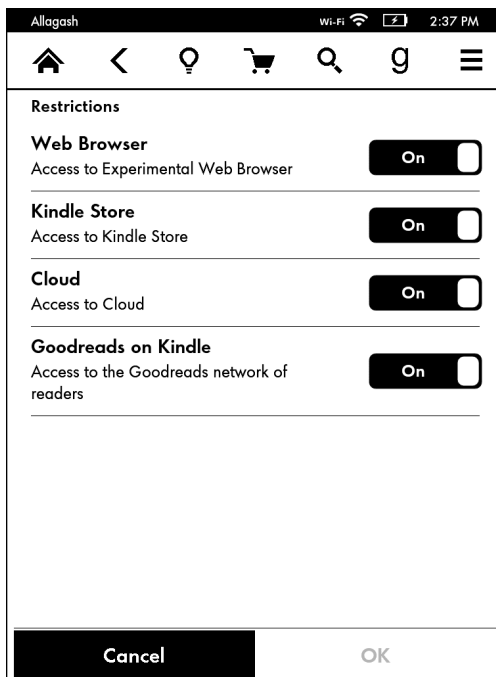 Allagash Wi-Fi 2:37 PM
g
Restrictions
Web Browser
Access to Experimental Web Browser
On
Kindle Store
Access to Kindle Store
On
Cloud
Access to Cloud
On
Goodreads on Kindle
Access to the Goodreads network of
readers
On
Cancel OK